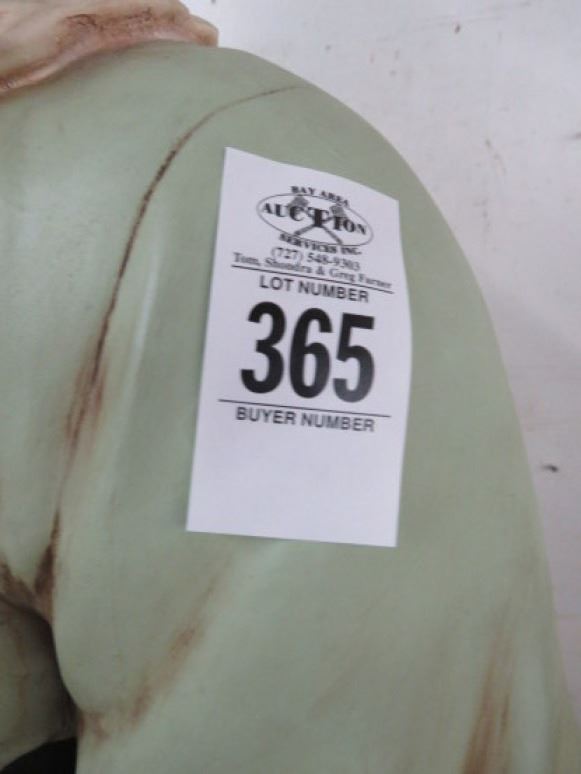 BAY AREA
AUCTION
SERVICES INC.
(727) 548-9303
Tom, Shondra & Greg Farner
LOT NUMBER
365
BUYER NUMBER